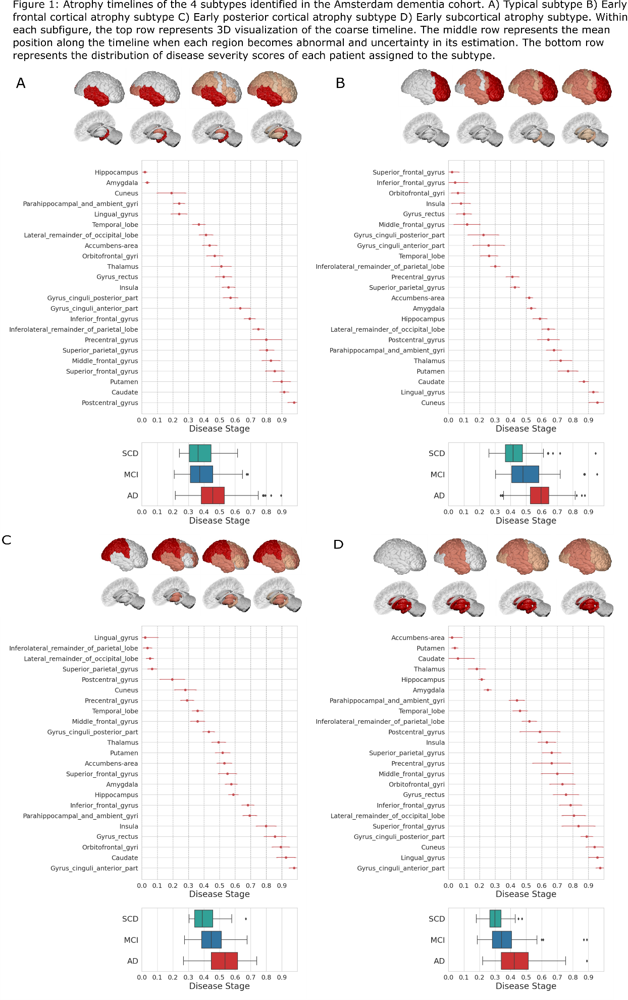 Figure 1: Atrophy timelines of the 4 subtypes identified in the Amsterdam dementia cohort. A) Typical subtype B) Early
frontal cortical atrophy subtype C) Early posterior cortical atrophy subtype D) Early subcortical atrophy subtype. Within
each subfigure, the top row represents 3D visualization of the coarse timeline. The middle row represents the mean
position along the timeline when each region becomes abnormal and uncertainty in its estimation. The bottom row
represents the distribution of disease severity scores of each patient assigned to the subtype.
A
Hippocampus
Amygdala
Cuneus
Parahippocampal_and_ambient_gyri
Lingual_gyrus
Temporal_lobe
Lateral_remainder_of_occipital_lobe
Accumbens-area
Orbitofrontal_gyri
Thalamus
Gyrus_rectus
Insula
Gyrus_cinguli_posterior_part
Gyrus_cinguli_anterior_part
Inferior_frontal_gyrus
Inferolateral_remainder_of_parietal_lobe
Precentral_gyrus
Superior_parietal_gyrus
Middle_frontal_gyrus
Superior_frontal_gyrus
Putamen
Caudate
Postcentral_gyrus
0.0 0.1 0.2 0.3 0.4 0.5 0.6 0.7 0.8 0.9
Disease Stage
SCD
MCI
AD
0.0 0.1 0.2 0.3 0.4 0.5 0.6 0.7 0.8 0.9
Disease Stage
B
Superior_frontal_gyrus
Inferior_frontal_gyrus
Orbitofrontal_gyri
Insula
Gyrus_rectus
Middle_frontal_gyrus
Gyrus_cinguli_posterior_part
Gyrus_cinguli_anterior_part
Temporal_lobe
Inferolateral_remainder_of_parietal_lobe
Precentral_gyrus
Superior_parietal_gyrus
Accumbens-area
Amygdala
Hippocampus
Lateral_remainder_of_occipital_lobe
Postcentral_gyrus
Parahippocampal_and_ambient_gyri
Thalamus
Putamen
Caudate
Lingual_gyrus
Cuneus
0.0 0.1 0.2 0.3 0.4 0.5 0.6 0.7 0.8 0.9
Disease Stage
SCD
MCI
AD
0.0 0.1 0.2 0.3 0.4 0.5 0.6 0.7 0.8 0.9
Disease Stage
C
Lingual_gyrus
Inferolateral_remainder_of_parietal_lobe
Lateral_remainder_of_occipital_lobe
Superior_parietal_gyrus
Postcentral_gyrus
Cuneus
Precentral_gyrus
Temporal_lobe
Middle_frontal_gyrus
Gyrus_cinguli_posterior_part
Thalamus
Putamen
Accumbens-area
Superior_frontal_gyrus
Amygdala
Hippocampus
Inferior_frontal_gyrus
Parahippocampal_and_ambient_gyri
Insula
Gyrus_rectus
Orbitofrontal_gyri
Caudate
Gyrus_cinguli_anterior_part
0.0 0.1 0.2 0.3 0.4 0.5 0.6 0.7 0.8 0.9
Disease Stage
SCD
MCI
AD
0.0 0.1 0.2 0.3 0.4 0.5 0.6 0.7 0.8 0.9
Disease Stage
D
Accumbens-area
Putamen
Caudate
Thalamus
Hippocampus
Amygdala
Parahippocampal_and_ambient_gyri
Temporal_lobe
Inferolateral_remainder_of_parietal_lobe
Postcentral_gyrus
Insula
Superior_parietal_gyrus
Precentral_gyrus
Middle_frontal_gyrus
Orbitofrontal_gyri
Gyrus_rectus
Inferior_frontal_gyrus
Lateral_remainder_of_occipital_lobe
Superior_frontal_gyrus
Gyrus_cinguli_posterior_part
Cuneus
Lingual_gyrus
Gyrus_cinguli_anterior_part
0.0 0.1 0.2 0.3 0.4 0.5 0.6 0.7 0.8 0.9
Disease Stage
SCD
MCI
AD
0.0 0.1 0.2 0.3 0.4 0.5 0.6 0.7 0.8 0.9
Disease Stage